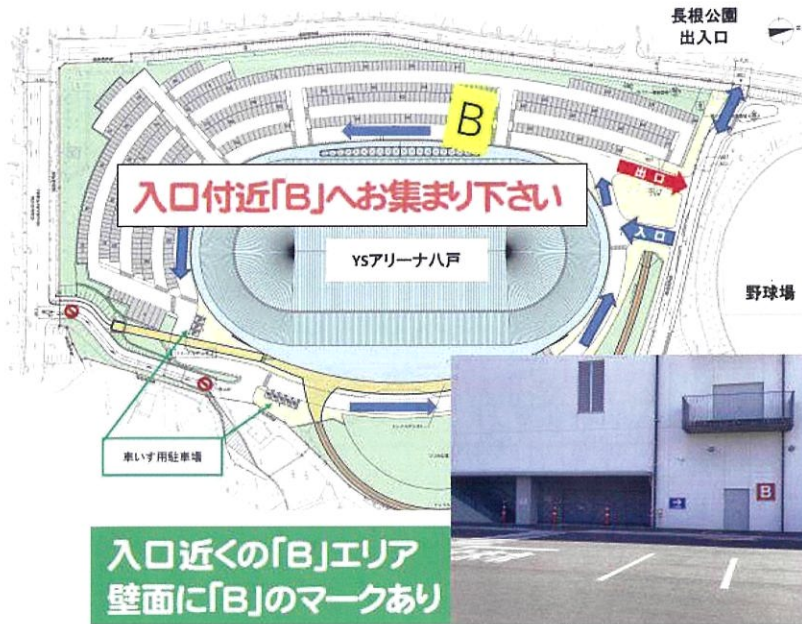 長根公園
出入口
B
出口
入口付近「B」へお集まり下さい
入口
YSアリーナ八戸
野球場
車いす用駐車場
B
入口近くの「B」エリア
壁面に「B」のマークあり